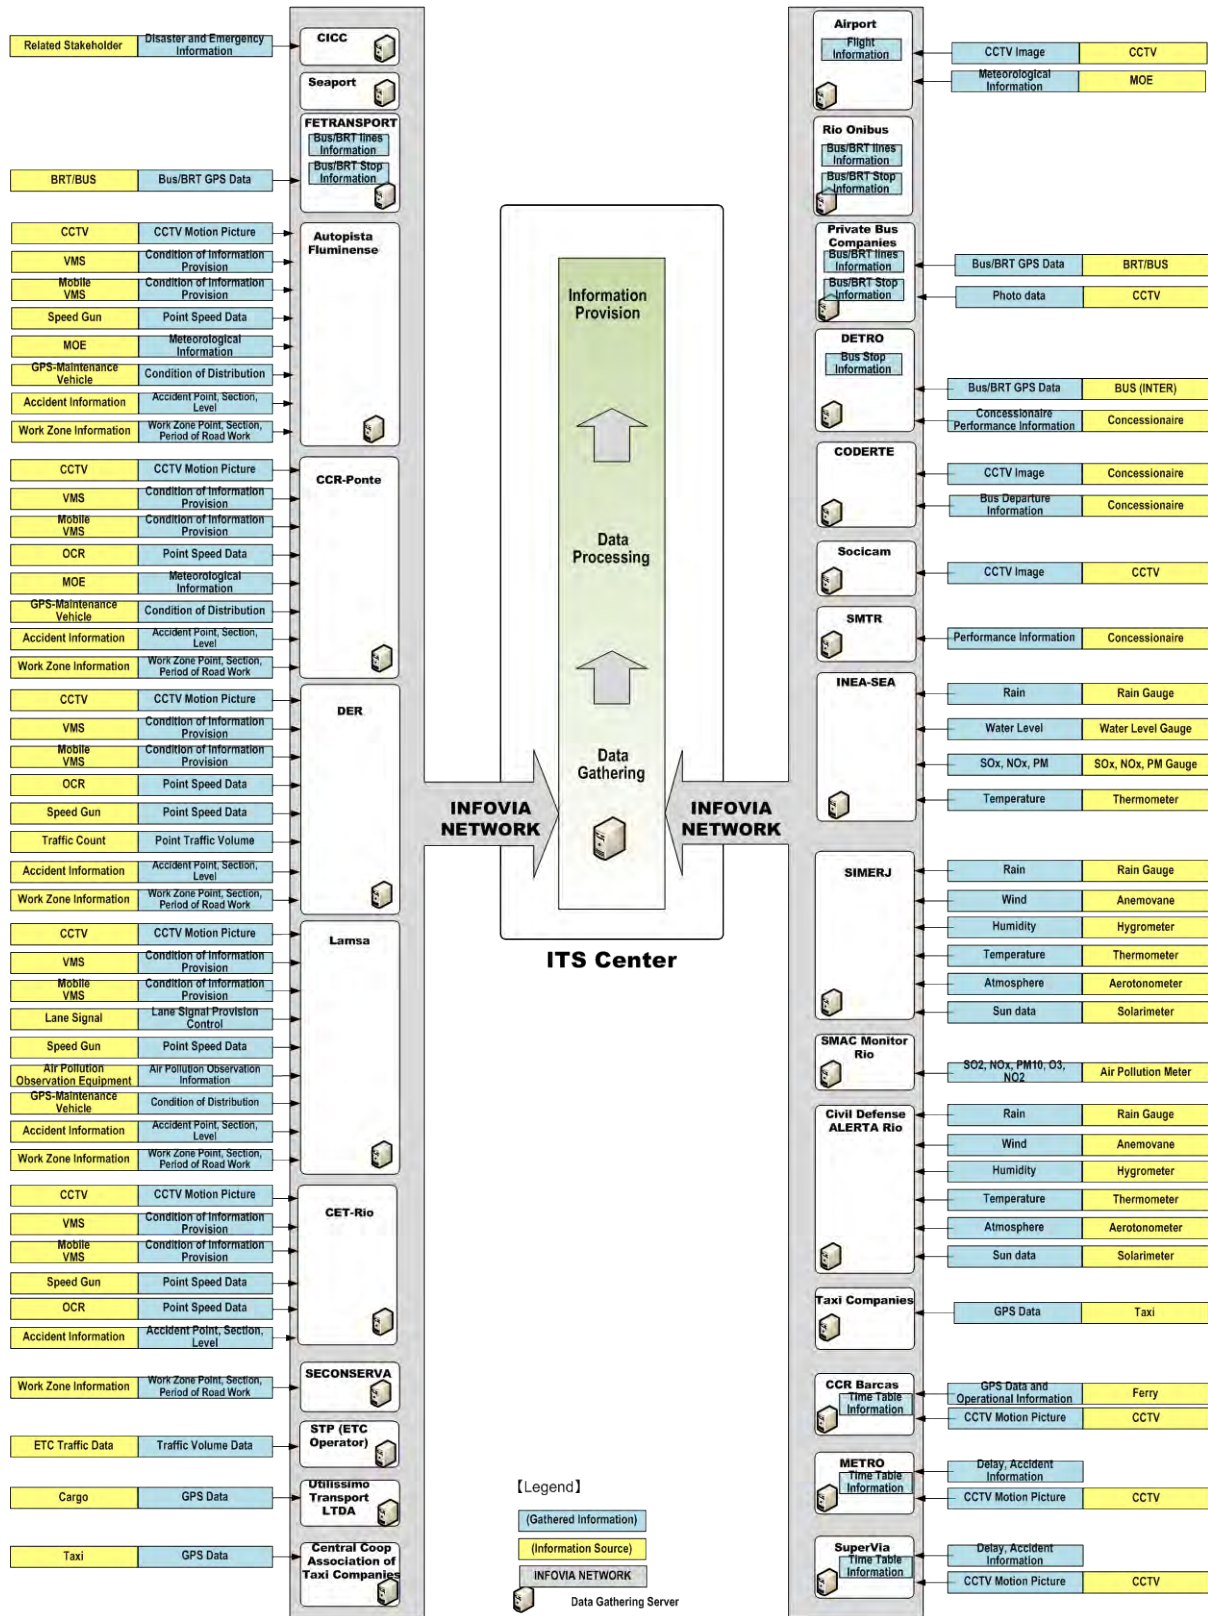 CICC
Related Stakeholder
Disaster and Emergency
Information
Seaport
FETRANSPORT
Bus/BRT lines
Information
Bus/BRT Stop
Information
BRT/BUS
Bus/BRT GPS Data
Autopista
Fluminense
CCTV
CCTV Motion Picture
VMS
Condition of Information
Provision
Mobile
VMS
Condition of Information
Provision
Speed Gun
Point Speed Data
MOE
Meteorological
Information
GPS-Maintenance
Vehicle
Condition of Distribution
Accident Information
Accident Point, Section,
Level
Work Zone Information
Work Zone Point, Section,
Period of Road Work
CCR-Ponte
CCTV
CCTV Motion Picture
VMS
Condition of Information
Provision
Mobile
VMS
Condition of Information
Provision
OCR
Point Speed Data
MOE
Meteorological
Information
GPS-Maintenance
Vehicle
Condition of Distribution
Accident Information
Accident Point, Section,
Level
Work Zone Information
Work Zone Point, Section,
Period of Road Work
DER
CCTV
CCTV Motion Picture
VMS
Condition of Information
Provision
Mobile
VMS
Condition of Information
Provision
OCR
Point Speed Data
Speed Gun
Point Speed Data
Traffic Count
Point Traffic Volume
Accident Information
Accident Point, Section,
Level
Work Zone Information
Work Zone Point, Section,
Period of Road Work
Lamsa
CCTV
CCTV Motion Picture
VMS
Condition of Information
Provision
Mobile
VMS
Condition of Information
Provision
Lane Signal
Lane Signal Provision
Control
Speed Gun
Point Speed Data
Air Pollution
Observation Equipment
Air Pollution Observation
Information
GPS-Maintenance
Vehicle
Condition of Distribution
Accident Information
Accident Point, Section,
Level
Work Zone Information
Work Zone Point, Section,
Period of Road Work
CET-Rio
CCTV
CCTV Motion Picture
VMS
Condition of Information
Provision
Mobile
VMS
Condition of Information
Provision
Speed Gun
Point Speed Data
OCR
Point Speed Data
Accident Information
Accident Point, Section,
Level
SECONSERVA
Work Zone Information
Work Zone Point, Section,
Period of Road Work
STP (ETC
Operator)
ETC Traffic Data
Traffic Volume Data
Utilissimo
Transport
LTDA
Cargo
GPS Data
Central Coop
Association of
Taxi Companies
Taxi
GPS Data
Information
Provision
Data
Processing
Data
Gathering
INFOVIA
NETWORK
INFOVIA
NETWORK
ITS Center
【Legend】
(Gathered Information)
(Information Source)
INFOVIA NETWORK
Data Gathering Server
Airport
Flight
Information
CCTV Image
CCTV
Meteorological
Information
MOE
Rio Onibus
Bus/BRT lines
Information
Bus/BRT Stop
Information
Private Bus
Companies
Bus/BRT lines
Information
Bus/BRT Stop
Information
Bus/BRT GPS Data
BRT/BUS
Photo data
CCTV
DETRO
Bus Stop
Information
Bus/BRT GPS Data
BUS (INTER)
Concessionaire
Performance Information
Concessionaire
CODERTE
CCTV Image
Concessionaire
Bus Departure
Information
Concessionaire
Socicam
CCTV Image
CCTV
SMTR
Performance Information
Concessionaire
INEA-SEA
Rain
Rain Gauge
Water Level
Water Level Gauge
SOx, NOx, PM
SOx, NOx, PM Gauge
Temperature
Thermometer
SIMERJ
Rain
Rain Gauge
Wind
Anemovane
Humidity
Hygrometer
Temperature
Thermometer
Atmosphere
Aerotonometer
Sun data
Solarimeter
SMAC Monitor
Rio
SO2, NOx, PM10, O3,
NO2
Air Pollution Meter
Civil Defense
ALERTA Rio
Rain
Rain Gauge
Wind
Anemovane
Humidity
Hygrometer
Temperature
Thermometer
Atmosphere
Aerotonometer
Sun data
Solarimeter
Taxi Companies
GPS Data
Taxi
CCR Barcas
Time Table
Information
GPS Data and
Operational Information
Ferry
CCTV Motion Picture
CCTV
METRO
Time Table
Information
Delay, Accident
Information
CCTV Motion Picture
CCTV
SuperVia
Time Table
Information
Delay, Accident
Information
CCTV Motion Picture
CCTV